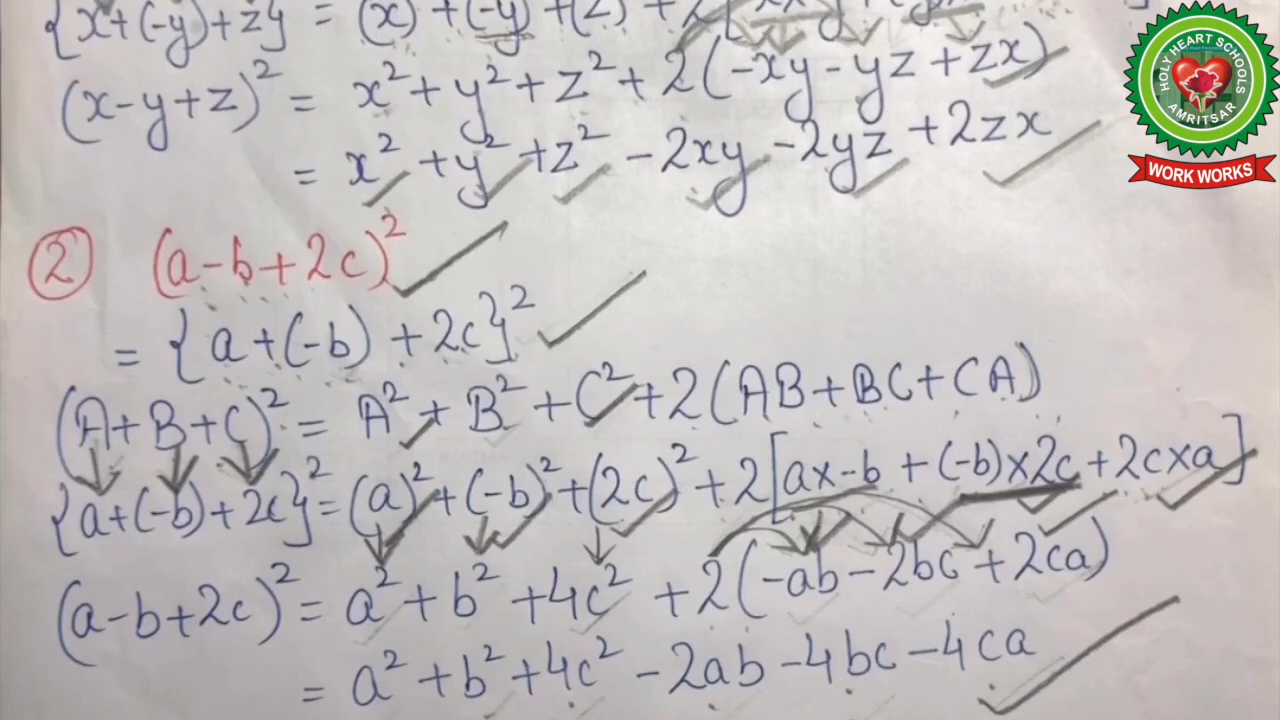 {x+(-y)+z} = (x) +(-y) +(z) + 2
(x-y+z)² = x² + y² + z² + 2(-xy - yz + zx)
= x² + y² + z² - 2xy - 2yz + 2zx
② (a-b+2c)²
= {a+(-b)+2c}²
(A+B+C)² = A² + B² + C² + 2(AB+BC+CA)
{a+(-b)+2c}² = (a)² + (-b)² + (2c)² + 2[a×-b + (-b)×2c + 2c×a]
(a-b+2c)² = a² + b² + 4c² + 2(-ab - 2bc + 2ca)
= a² + b² + 4c² - 2ab - 4bc - 4ca
HOLY HEART SCHOOLS
AMRITSAR
WORK WORKS